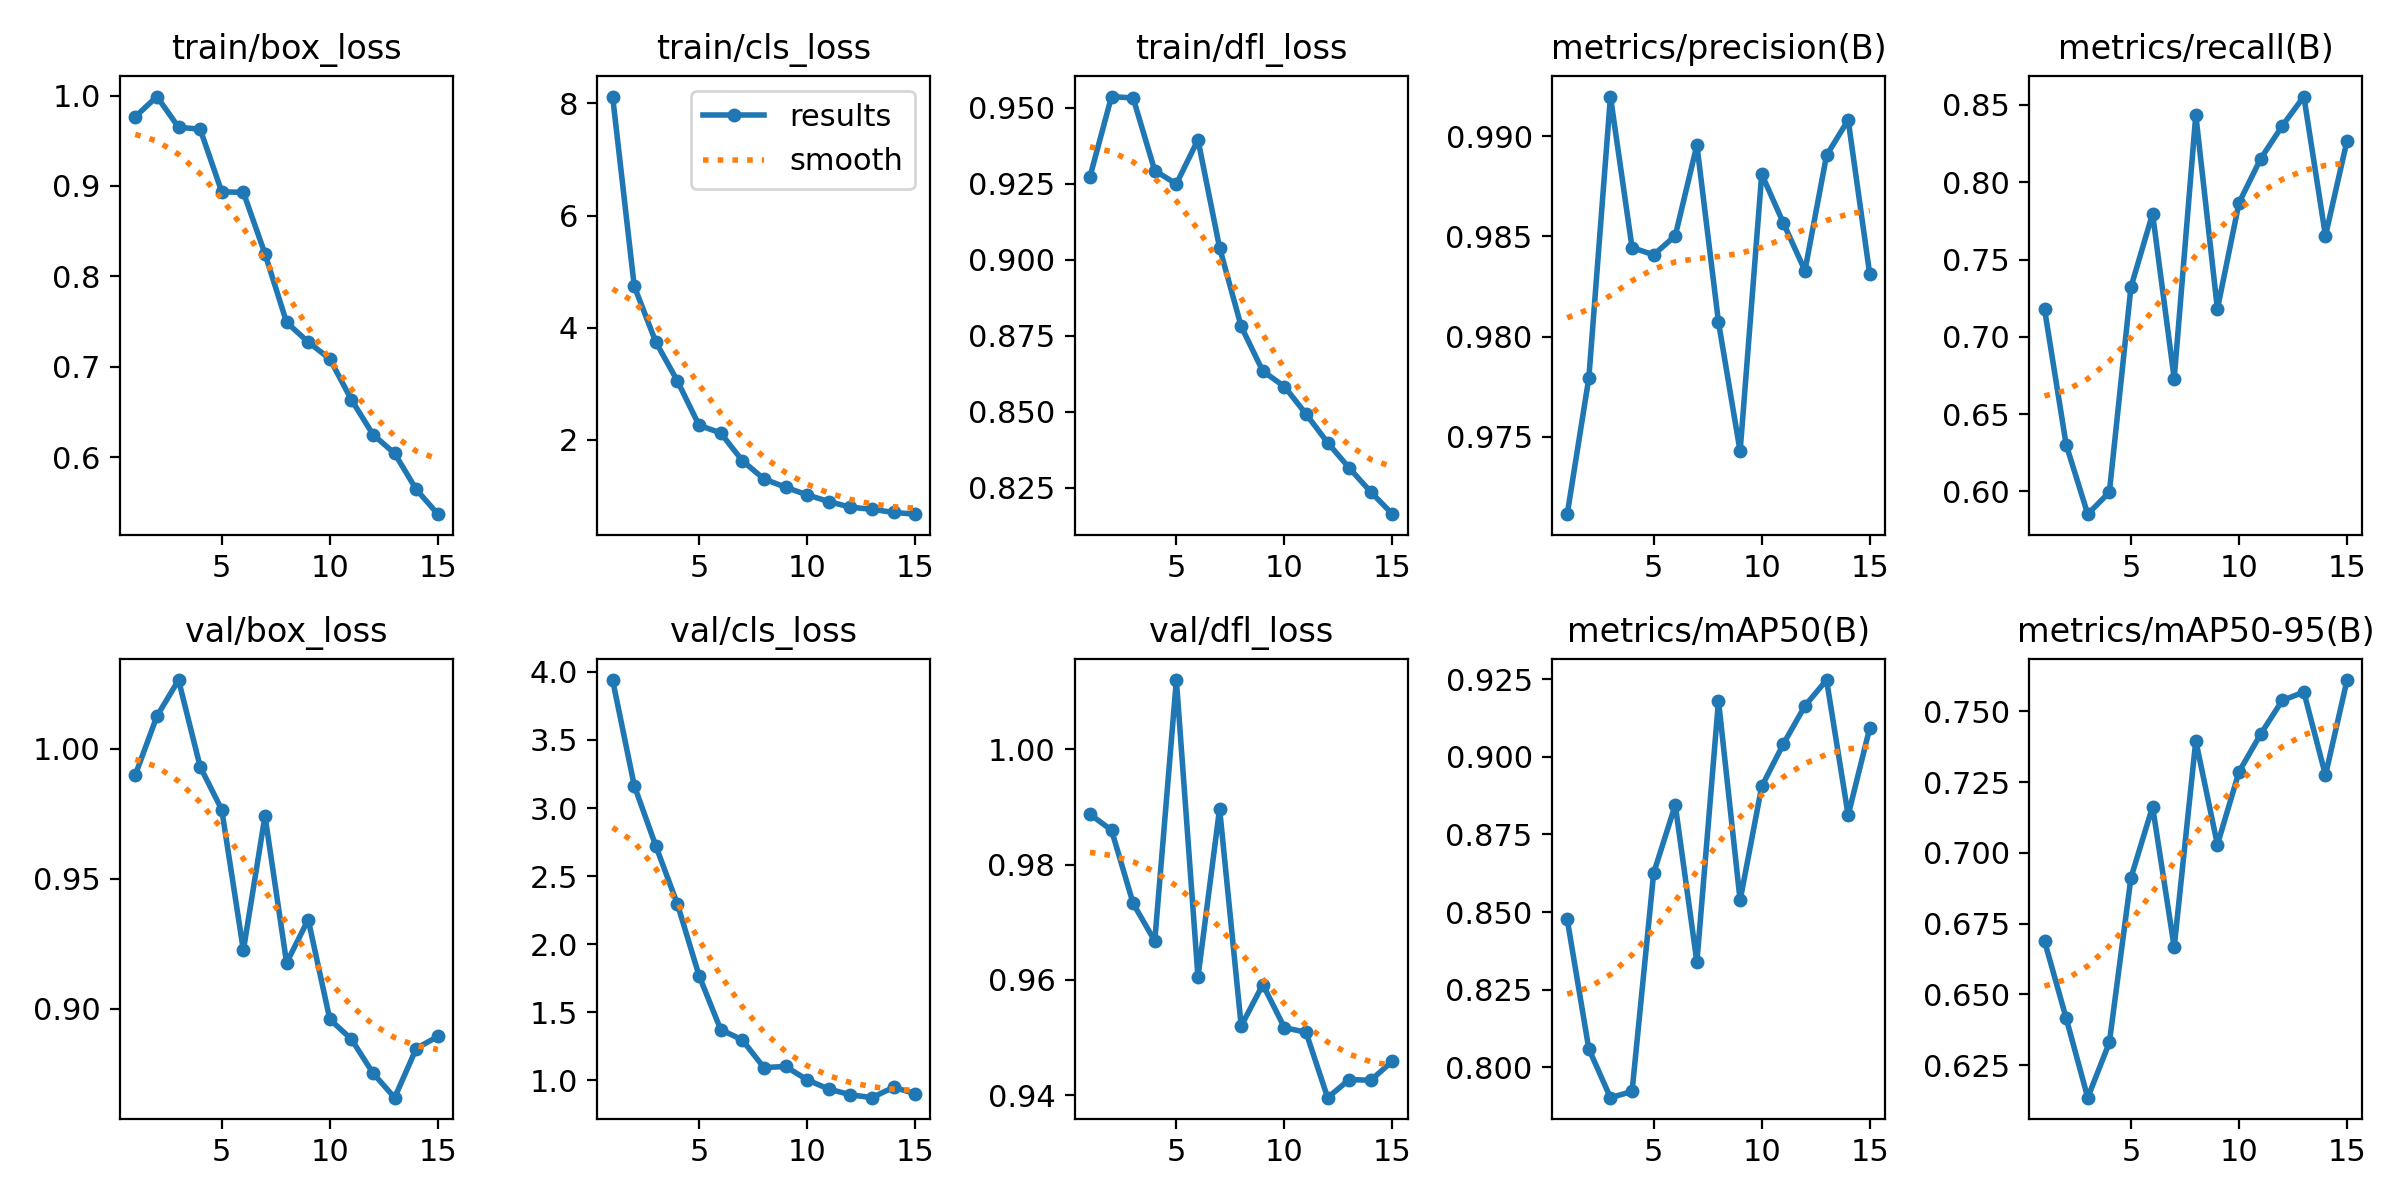 train/box_loss
1.0
0.9
0.8
0.7
0.6
5 10 15
train/cls_loss
8
6
4
2
results
smooth
5 10 15
train/dfl_loss
0.950
0.925
0.900
0.875
0.850
0.825
5 10 15
metrics/precision(B)
0.990
0.985
0.980
0.975
5 10 15
metrics/recall(B)
0.85
0.80
0.75
0.70
0.65
0.60
5 10 15
val/box_loss
1.00
0.95
0.90
5 10 15
val/cls_loss
4.0
3.5
3.0
2.5
2.0
1.5
1.0
5 10 15
val/dfl_loss
1.00
0.98
0.96
0.94
5 10 15
metrics/mAP50(B)
0.925
0.900
0.875
0.850
0.825
0.800
5 10 15
metrics/mAP50-95(B)
0.750
0.725
0.700
0.675
0.650
0.625
5 10 15